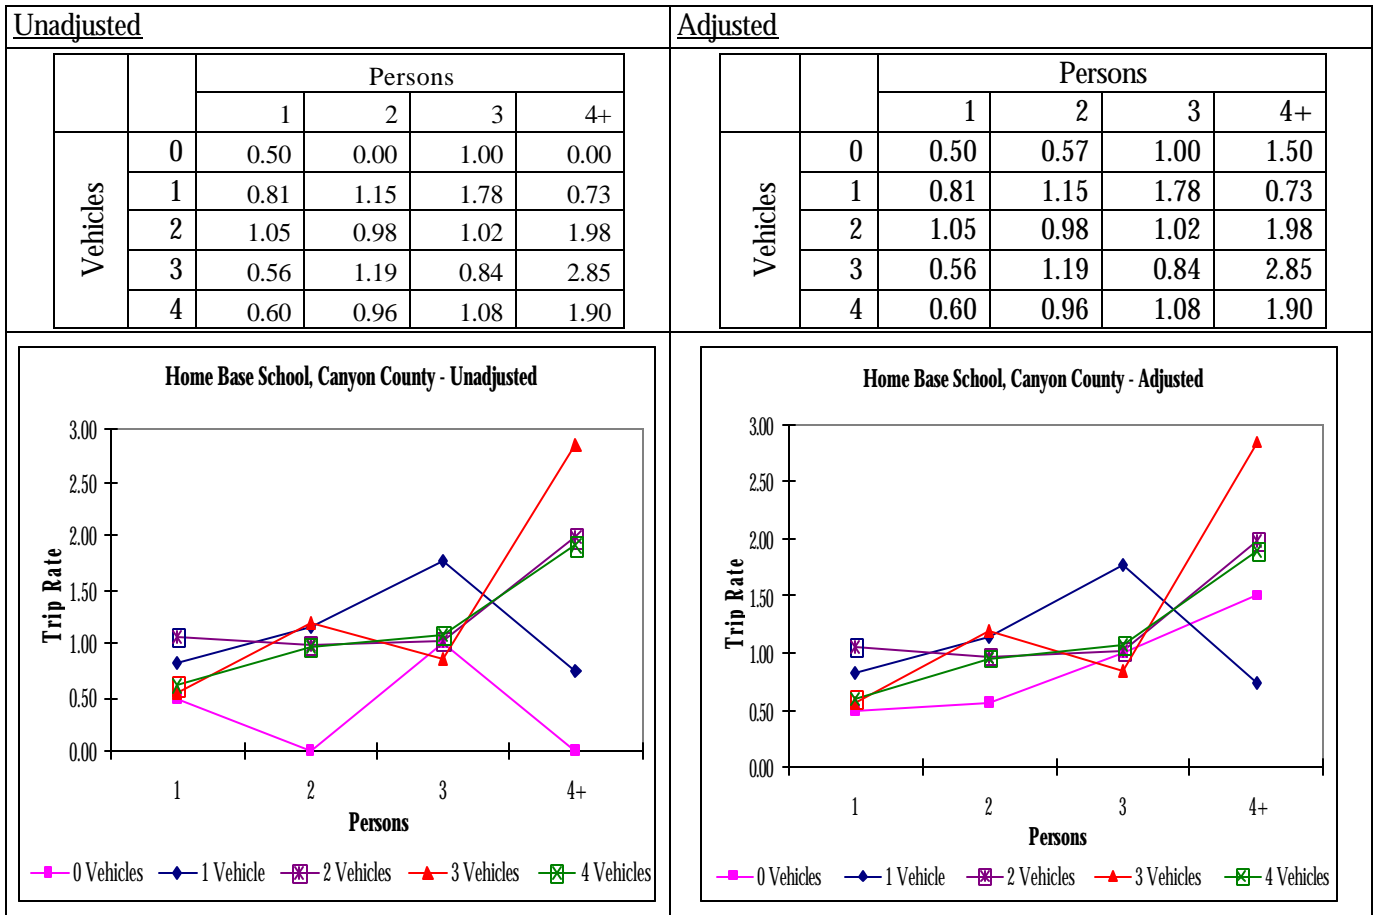 Unadjusted
Persons
1 2 3 4+
Vehicles
0 0.50 0.00 1.00 0.00
1 0.81 1.15 1.78 0.73
2 1.05 0.98 1.02 1.98
3 0.56 1.19 0.84 2.85
4 0.60 0.96 1.08 1.90
Adjusted
Persons
1 2 3 4+
Vehicles
0 0.50 0.57 1.00 1.50
1 0.81 1.15 1.78 0.73
2 1.05 0.98 1.02 1.98
3 0.56 1.19 0.84 2.85
4 0.60 0.96 1.08 1.90
Home Base School, Canyon County - Unadjusted
Trip Rate
3.00
2.50
2.00
1.50
1.00
0.50
0.00
1 2 3 4+
Persons
0 Vehicles 1 Vehicle 2 Vehicles 3 Vehicles 4 Vehicles
Home Base School, Canyon County - Adjusted
Trip Rate
3.00
2.50
2.00
1.50
1.00
0.50
0.00
1 2 3 4+
Persons
0 Vehicles 1 Vehicle 2 Vehicles 3 Vehicles 4 Vehicles